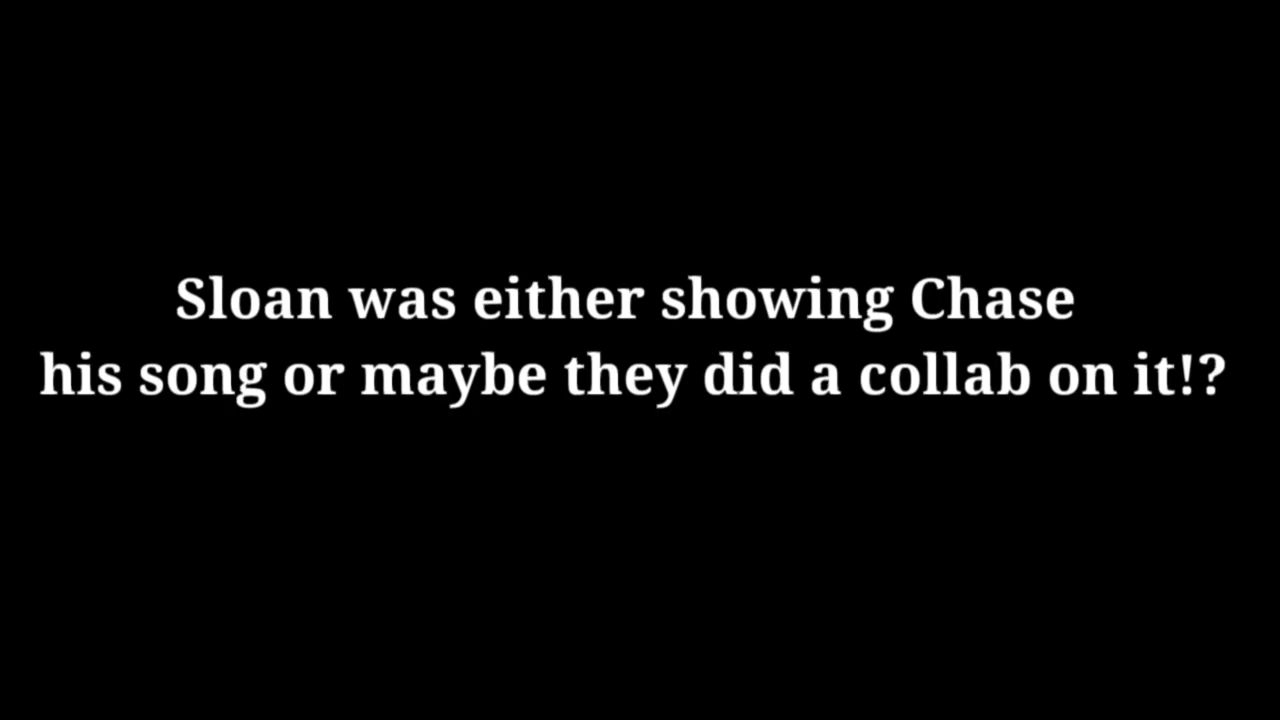 Sloan was either showing Chase
his song or maybe they did a collab on it!?